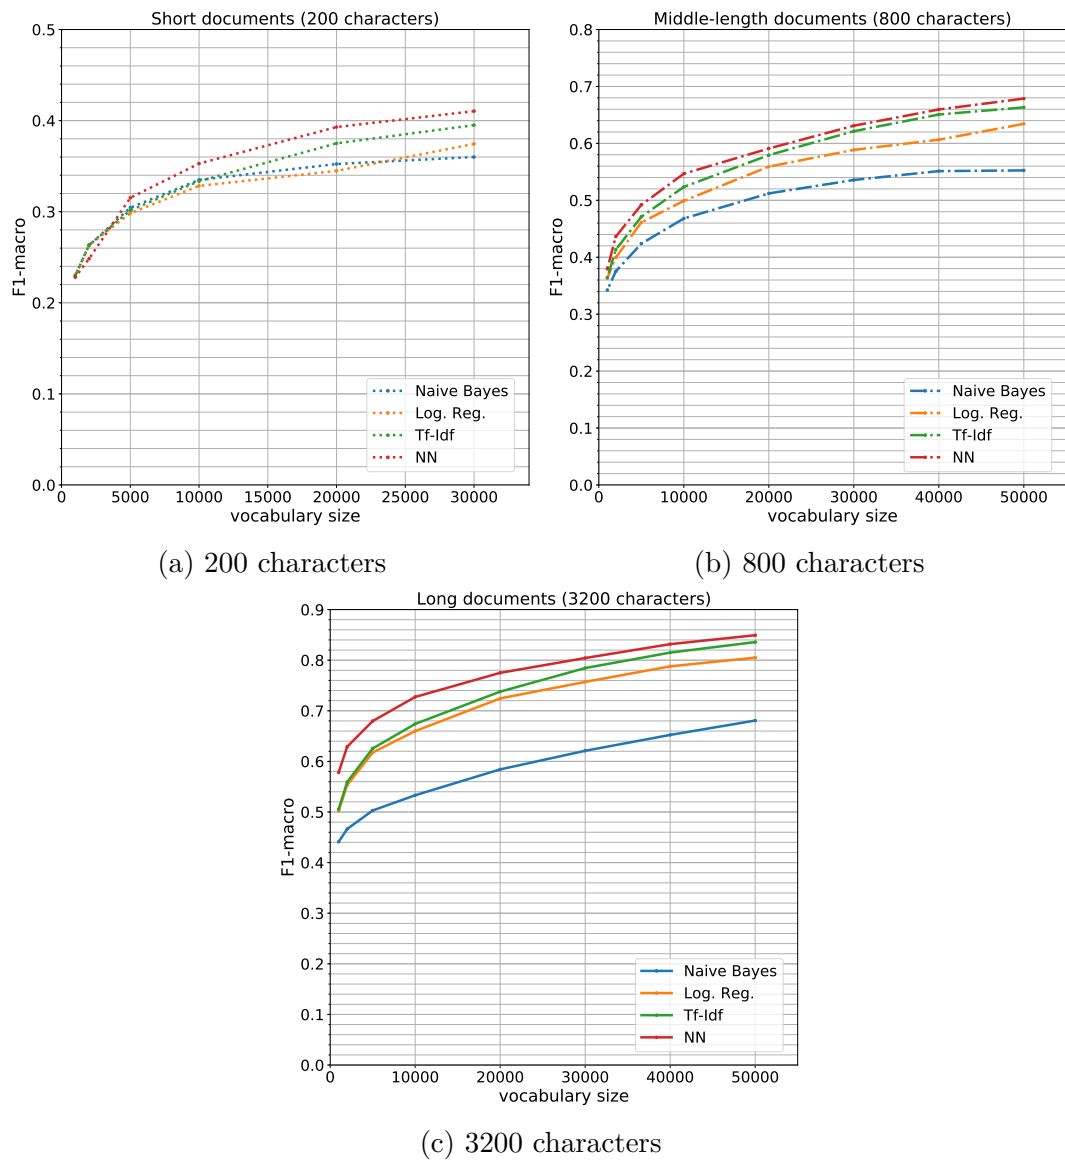 Short documents (200 characters)
0.5
0.4
0.3
0.2
0.1
0.0
F1-macro
0 5000 10000 15000 20000 25000 30000
vocabulary size
Naive Bayes
Log. Reg.
Tf-Idf
NN
(a) 200 characters
Middle-length documents (800 characters)
0.8
0.7
0.6
0.5
0.4
0.3
0.2
0.1
0.0
F1-macro
0 10000 20000 30000 40000 50000
vocabulary size
Naive Bayes
Log. Reg.
Tf-Idf
NN
(b) 800 characters
Long documents (3200 characters)
0.9
0.8
0.7
0.6
0.5
0.4
0.3
0.2
0.1
0.0
F1-macro
0 10000 20000 30000 40000 50000
vocabulary size
Naive Bayes
Log. Reg.
Tf-Idf
NN
(c) 3200 characters